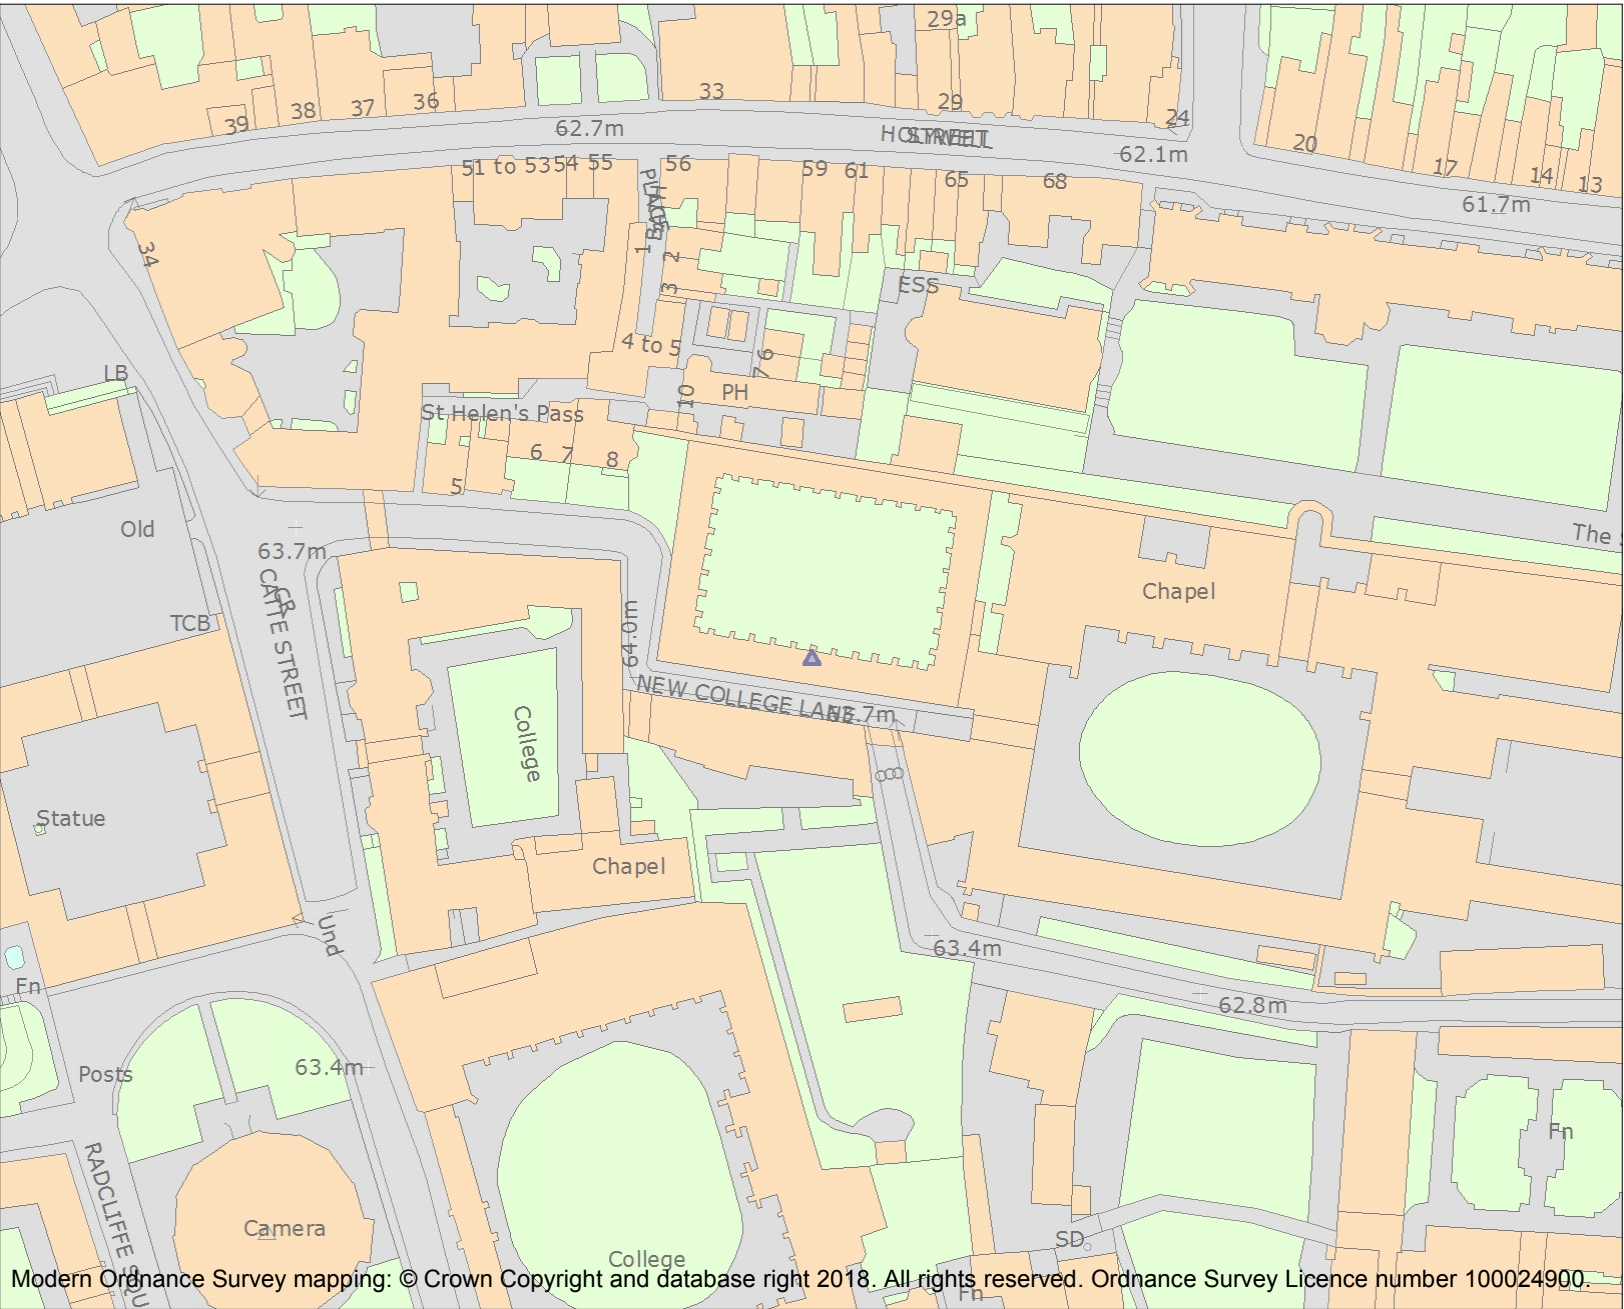 29a
33
36
37
38
39
29
24
62.7m
HOLYWELL
STREET
62.1m
20
17
14
13
61.7m
51 to 53
54
55
56
59
61
65
68
BATH
PLACE
1
2
3
34
ESS
4 to 5
6
7
LB
10
PH
St Helen's Pass
6
7
8
5
Old
63.7m
The
Chapel
CATTE STREET
TCB
64.0m
NEW COLLEGE LANE
63.7m
College
Statue
Chapel
Und
63.4m
Fn
62.8m
63.4m
Posts
Fn
RADCLIFFE SQU
Camera
SD
College
Fn
Modern Ordnance Survey mapping: © Crown Copyright and database right 2018. All rights reserved. Ordnance Survey Licence number 100024900.